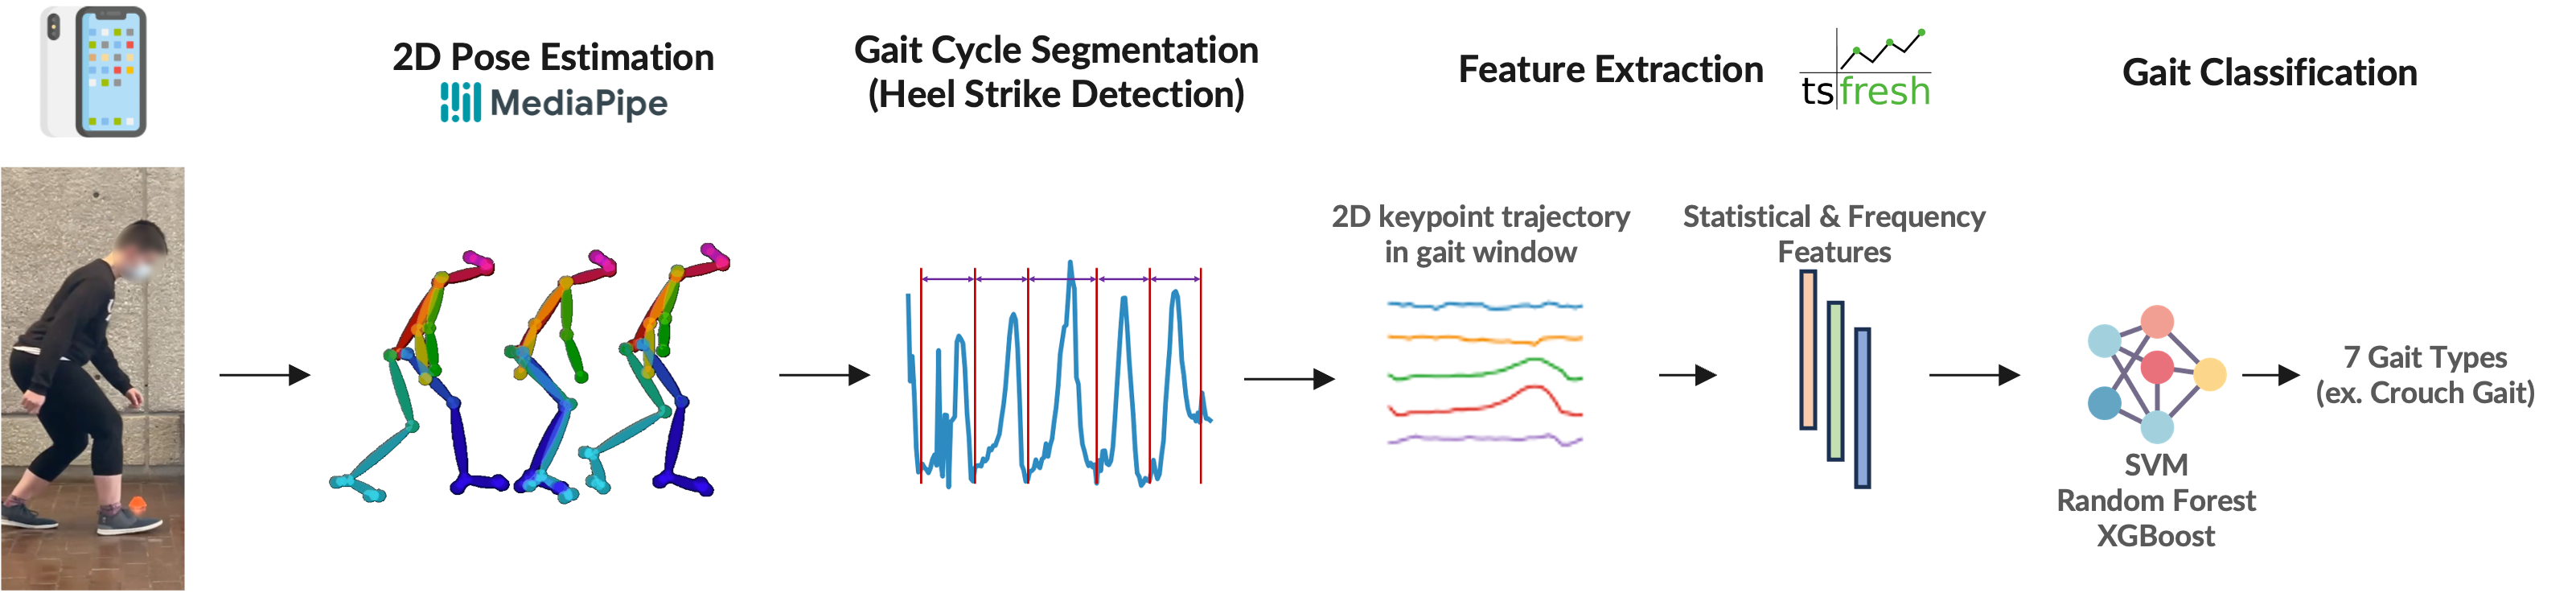 2D Pose Estimation
MediaPipe
Gait Cycle Segmentation
(Heel Strike Detection)
Feature Extraction
tsfresh
Gait Classification
2D keypoint trajectory
in gait window
Statistical & Frequency
Features
SVM
Random Forest
XGBoost
7 Gait Types
(ex. Crouch Gait)